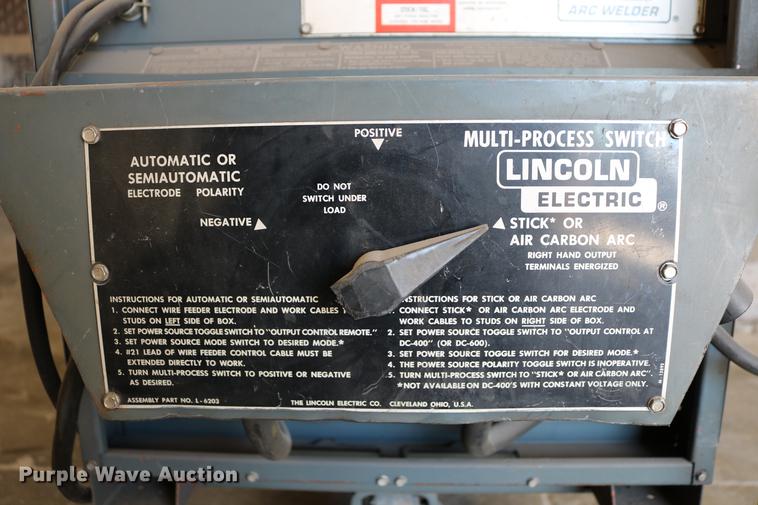 ARC WELDER
WARNING
POSITIVE
MULTI-PROCESS SWITCH
LINCOLN
ELECTRIC
®
AUTOMATIC OR
SEMIAUTOMATIC
ELECTRODE POLARITY
DO NOT
SWITCH UNDER
LOAD
NEGATIVE
STICK* OR
AIR CARBON ARC
RIGHT HAND OUTPUT
TERMINALS ENERGIZED
INSTRUCTIONS FOR AUTOMATIC OR SEMIAUTOMATIC
1. CONNECT WIRE FEEDER ELECTRODE AND WORK CABLES
STUDS ON LEFT SIDE OF BOX.
2. SET POWER SOURCE TOGGLE SWITCH TO "OUTPUT CONTROL REMOTE."
3. SET POWER SOURCE MODE SWITCH TO DESIRED MODE.*
4. #21 LEAD OF WIRE FEEDER CONTROL CABLE MUST BE
EXTENDED DIRECTLY TO WORK.
5. TURN MULTI-PROCESS SWITCH TO POSITIVE OR NEGATIVE
AS DESIRED.
INSTRUCTIONS FOR STICK OR AIR CARBON ARC
CONNECT STICK* OR AIR CARBON ARC ELECTRODE AND
WORK CABLES TO STUDS ON RIGHT SIDE OF BOX.
2. SET POWER SOURCE TOGGLE SWITCH TO "OUTPUT CONTROL AT
DC-400" (OR DC-600).
3. SET POWER SOURCE TOGGLE SWITCH FOR DESIRED MODE.*
4. THE POWER SOURCE POLARITY TOGGLE SWITCH IS INOPERATIVE.
5. TURN MULTI-PROCESS SWITCH TO "STICK* OR AIR CARBON ARC".
*NOT AVAILABLE ON DC-400'S WITH CONSTANT VOLTAGE ONLY.
ASSEMBLY PART NO. L-6203
THE LINCOLN ELECTRIC CO. CLEVELAND OHIO, U.S.A.
Purple Wave Auction